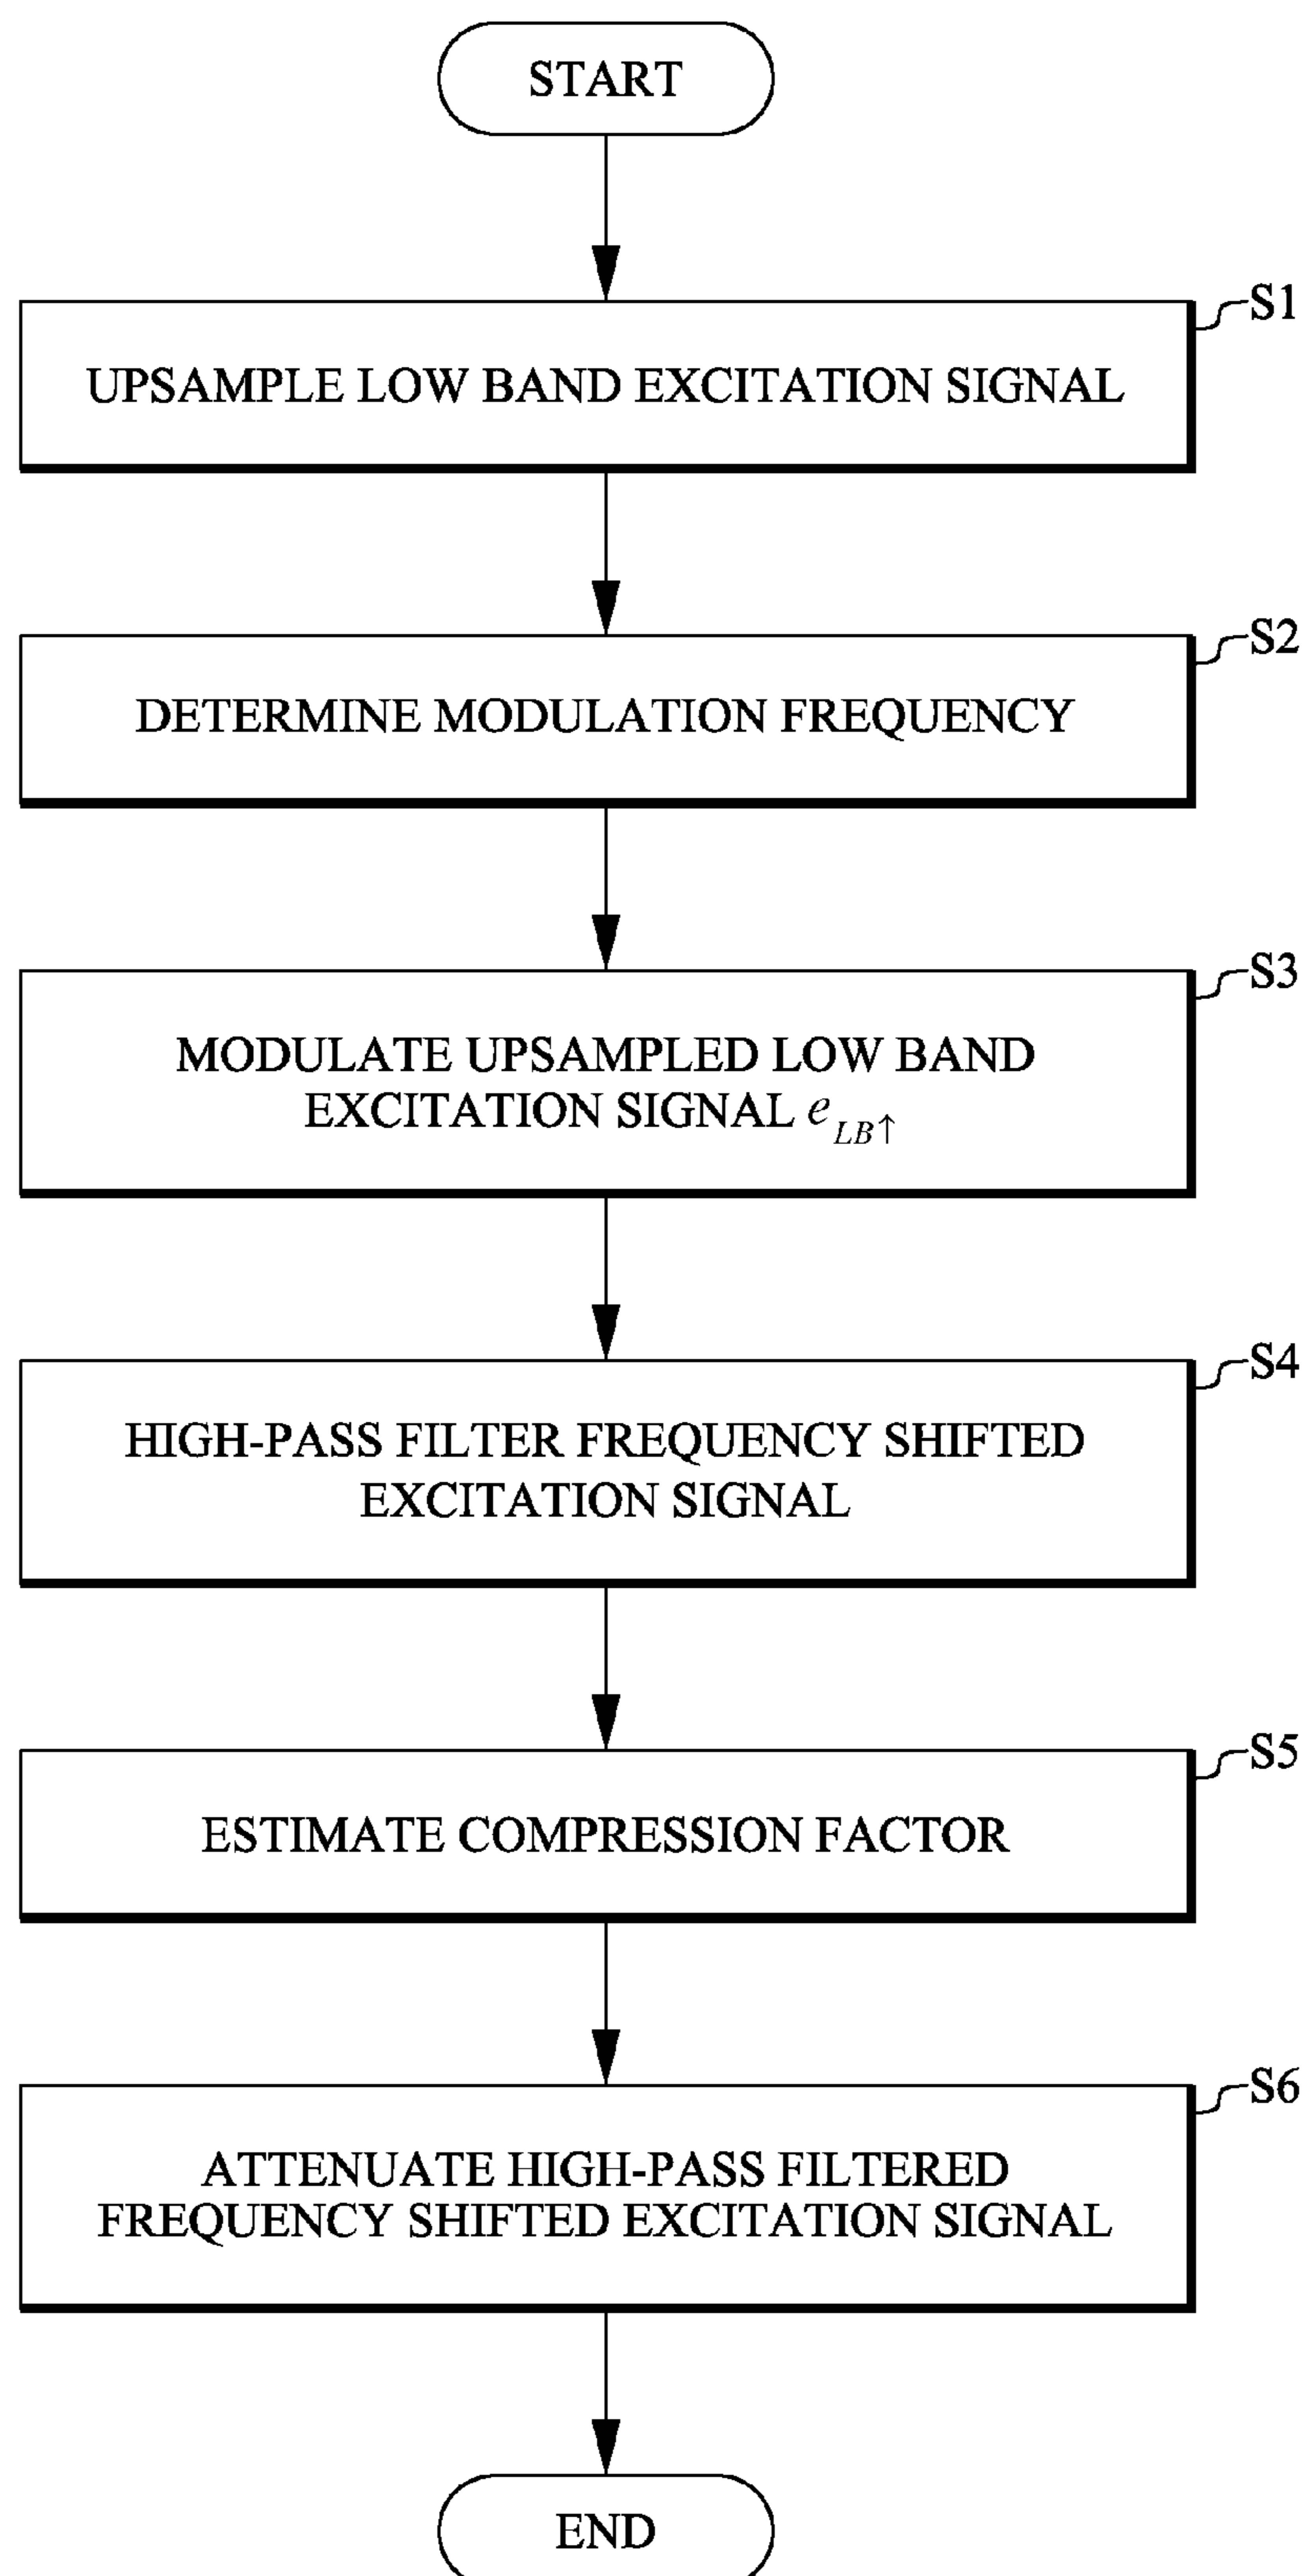 START
S1
UPSAMPLE LOW BAND EXCITATION SIGNAL
S2
DETERMINE MODULATION FREQUENCY
S3
MODULATE UPSAMPLED LOW BAND
EXCITATION SIGNAL e_LB↑
S4
HIGH-PASS FILTER FREQUENCY SHIFTED
EXCITATION SIGNAL
S5
ESTIMATE COMPRESSION FACTOR
S6
ATTENUATE HIGH-PASS FILTERED
FREQUENCY SHIFTED EXCITATION SIGNAL
END